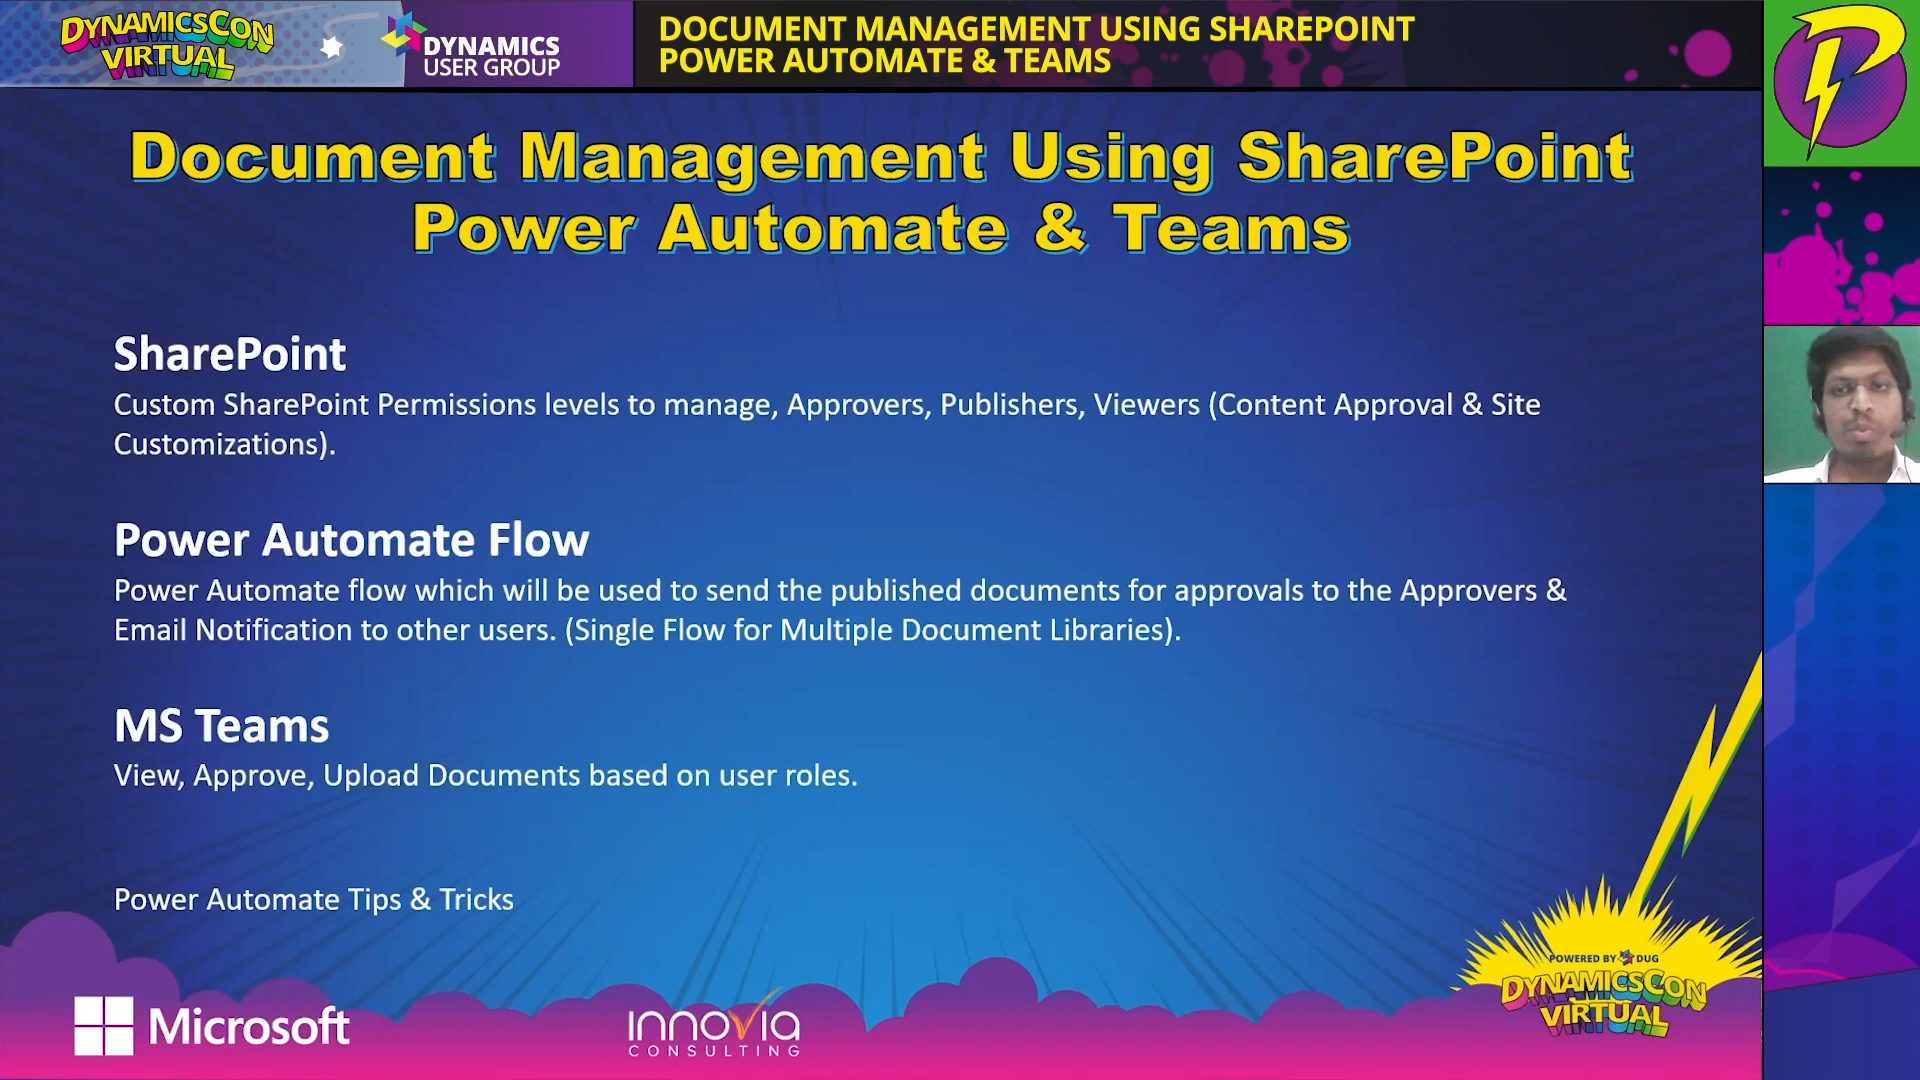 DYNAMICSCON
VIRTUAL
DYNAMICS
USER GROUP
DOCUMENT MANAGEMENT USING SHAREPOINT
POWER AUTOMATE & TEAMS
P
Document Management Using SharePoint
Power Automate & Teams
SharePoint
Custom SharePoint Permissions levels to manage, Approvers, Publishers, Viewers (Content Approval & Site
Customizations).
Power Automate Flow
Power Automate flow which will be used to send the published documents for approvals to the Approvers &
Email Notification to other users. (Single Flow for Multiple Document Libraries).
MS Teams
View, Approve, Upload Documents based on user roles.
Power Automate Tips & Tricks
POWERED BY DUG
DYNAMICSCON
VIRTUAL
Microsoft
innovia
CONSULTING